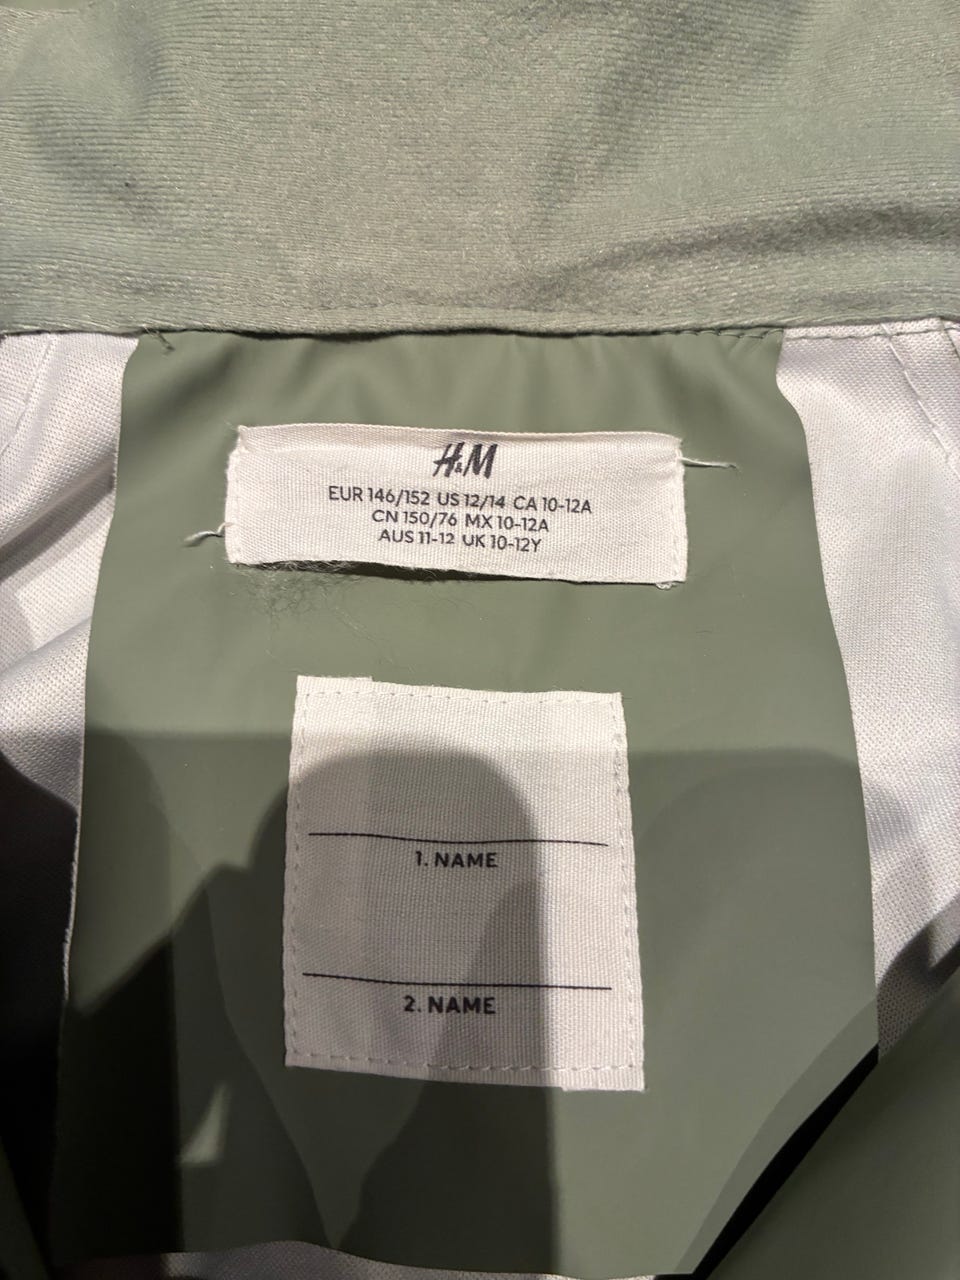 H&M
EUR 146/152 US 12/14 CA 10-12A
CN 150/76 MX 10-12A
AUS 11-12 UK 10-12Y
1. NAME
2. NAME